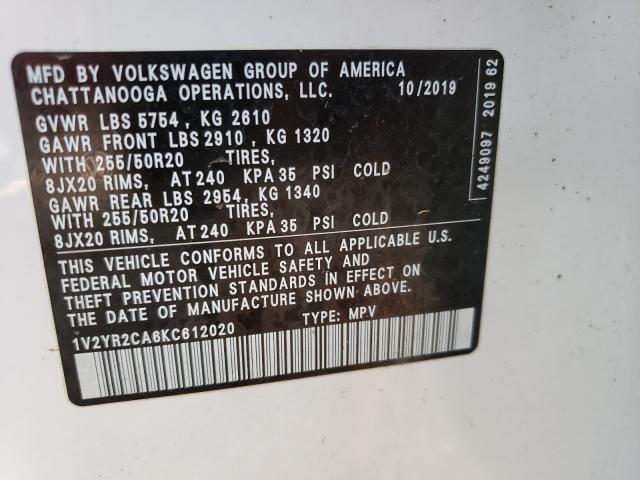 MFD BY VOLKSWAGEN GROUP OF AMERICA
CHATTANOOGA OPERATIONS, LLC. 10/2019
GVWR LBS 5754 , KG 2610
GAWR FRONT LBS 2910 , KG 1320
WITH 255/50R20 TIRES,
8JX20 RIMS, AT 240 KPA 35 PSI COLD
GAWR REAR LBS 2954, KG 1340
WITH 255/50R20 TIRES,
8JX20 RIMS, AT 240 KPA 35 PSI COLD
THIS VEHICLE CONFORMS TO ALL APPLICABLE U.S.
FEDERAL MOTOR VEHICLE SAFETY AND
THEFT PREVENTION STANDARDS IN EFFECT ON
THE DATE OF MANUFACTURE SHOWN ABOVE.
1V2YR2CA6KC612020 TYPE: MPV
4249097 2019 62